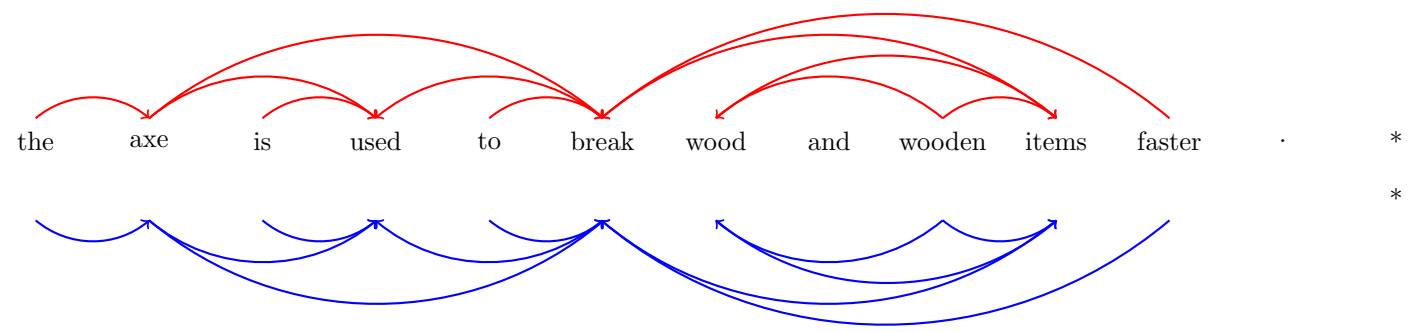 the axe is used to break wood and wooden items faster . *
*